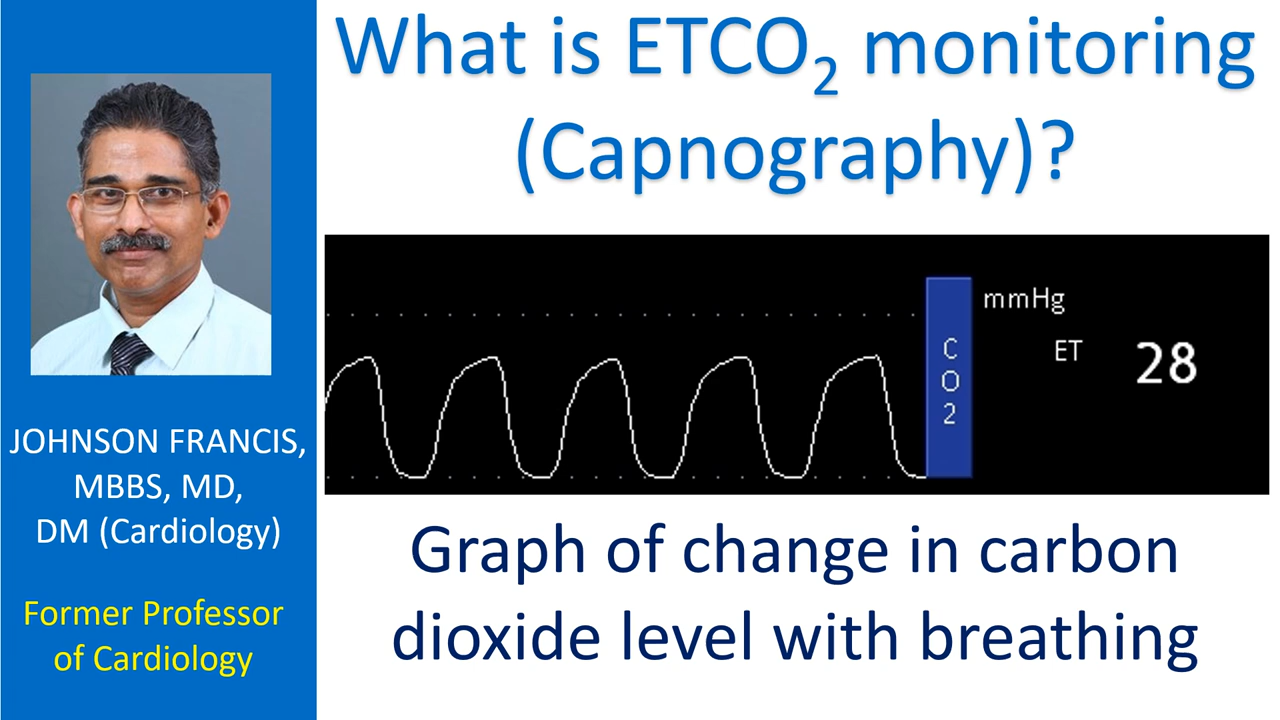 What is ETCO₂ monitoring
(Capnography)?
JOHNSON FRANCIS,
MBBS, MD,
DM (Cardiology)
Former Professor
of Cardiology
CO2
mmHg
ET 28
Graph of change in carbon
dioxide level with breathing